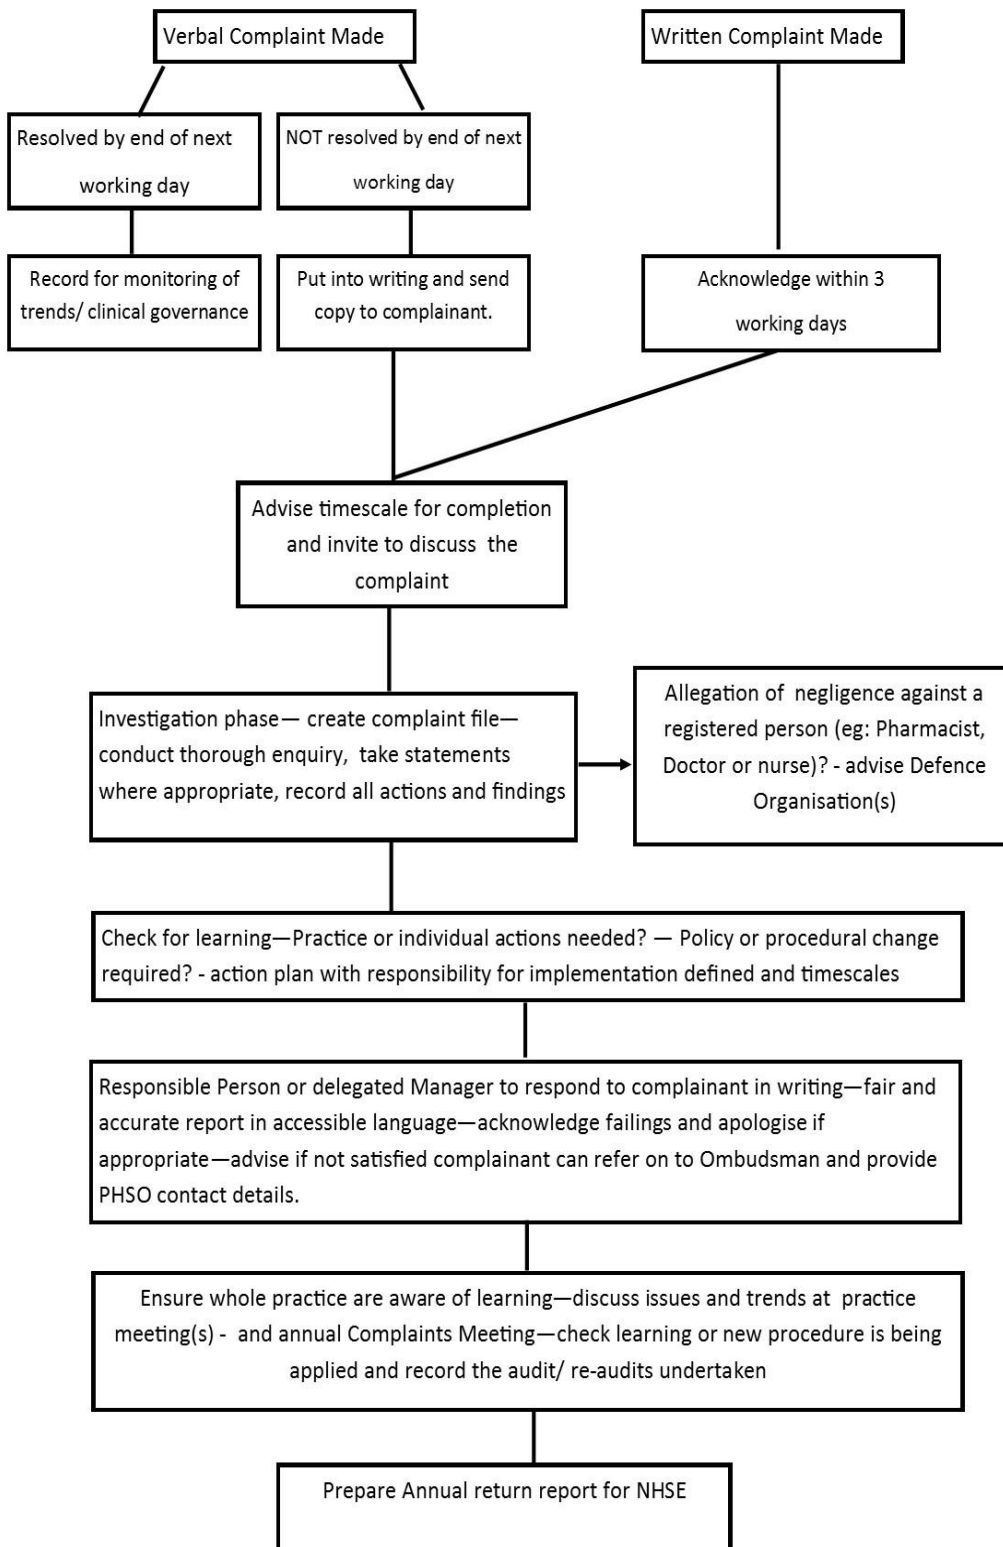 Verbal Complaint Made
Written Complaint Made
Resolved by end of next
working day
NOT resolved by end of next
working day
Record for monitoring of
trends/ clinical governance
Put into writing and send
copy to complainant.
Acknowledge within 3
working days
Advise timescale for completion
and invite to discuss the
complaint
Investigation phase— create complaint file—
conduct thorough enquiry, take statements
where appropriate, record all actions and findings
Allegation of negligence against a
registered person (eg: Pharmacist,
Doctor or nurse)? - advise Defence
Organisation(s)
Check for learning—Practice or individual actions needed? — Policy or procedural change
required? - action plan with responsibility for implementation defined and timescales
Responsible Person or delegated Manager to respond to complainant in writing—fair and
accurate report in accessible language—acknowledge failings and apologise if
appropriate—advise if not satisfied complainant can refer on to Ombudsman and provide
PHSO contact details.
Ensure whole practice are aware of learning—discuss issues and trends at practice
meeting(s) - and annual Complaints Meeting—check learning or new procedure is being
applied and record the audit/ re-audits undertaken
Prepare Annual return report for NHSE